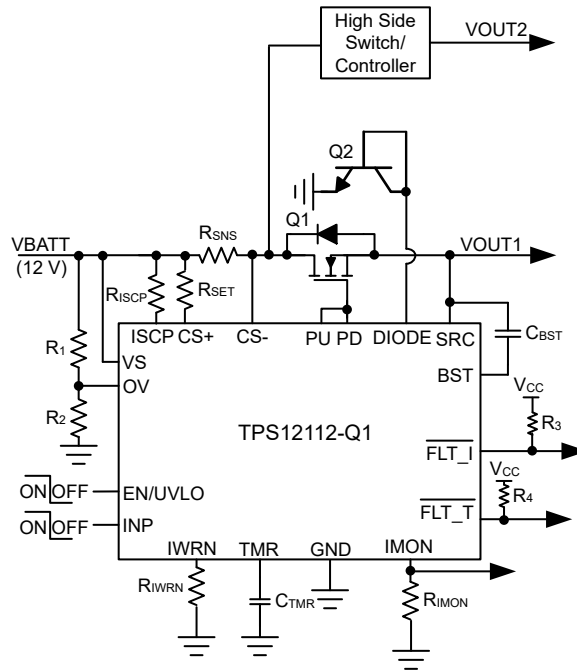 High Side
Switch/
Controller
VOUT2
Q2
Q1
VBATT
(12 V)
RSNS
VOUT1
RISCP
RSET
CBST
R1
R2
ISCP
CS+
CS-
PU
PD
DIODE
SRC
VS
OV
BST
TPS12112-Q1
VCC
R3
FLT_I
VCC
R4
FLT_T
ON OFF
EN/UVLO
ON OFF
INP
IWRN
TMR
GND
IMON
RIWRN
CTMR
RIMON